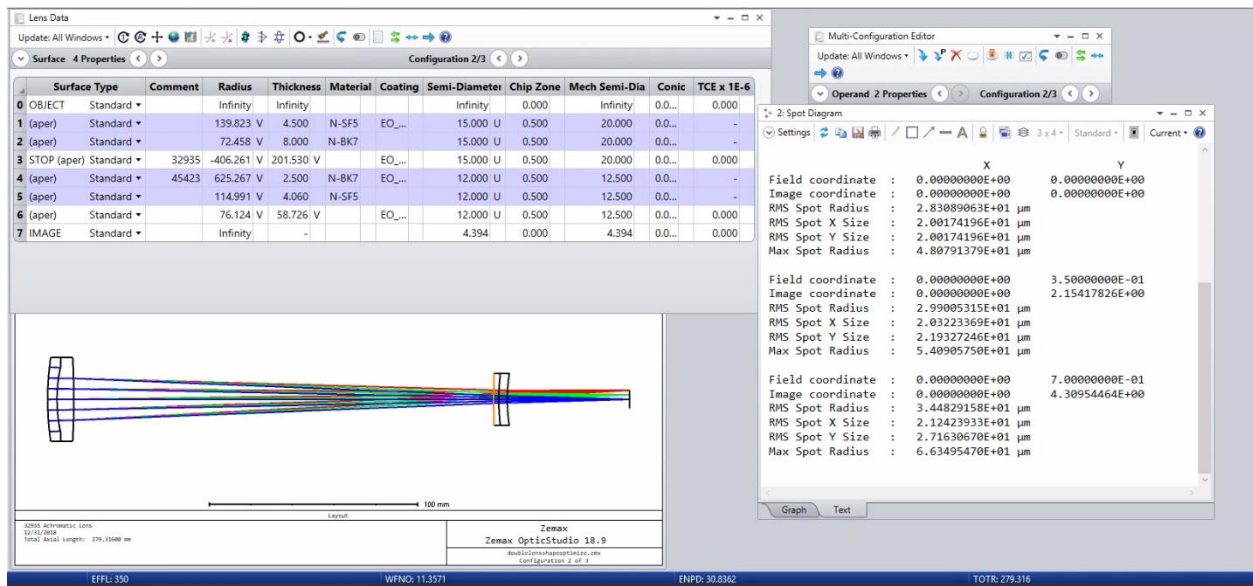 Lens Data
Update: All Windows
Surface 4 Properties Configuration 2/3
Surface Type Comment Radius Thickness Material Coating Semi-Diameter Chip Zone Mech Semi-Dia Conic TCE x 1E-6
0 OBJECT Standard Infinity Infinity Infinity 0.000 Infinity 0.0... 0.000
1 (aper) Standard 139.823 V 4.500 N-SF5 EO_... 15.000 U 0.500 20.000 0.0... -
2 (aper) Standard 72.458 V 8.000 N-BK7 15.000 U 0.500 20.000 0.0... -
3 STOP (aper) Standard 32935 -406.261 V 201.530 V EO_... 15.000 U 0.500 20.000 0.0... 0.000
4 (aper) Standard 45423 625.267 V 2.500 N-BK7 EO_... 12.000 U 0.500 12.500 0.0... -
5 (aper) Standard 114.991 V 4.060 N-SF5 12.000 U 0.500 12.500 0.0... -
6 (aper) Standard 76.124 V 58.726 V EO_... 12.000 U 0.500 12.500 0.0... 0.000
7 IMAGE Standard Infinity - 4.394 0.000 4.394 0.0... 0.000
Multi-Configuration Editor
Update: All Windows
Operand 2 Properties Configuration 2/3
2: Spot Diagram
Settings 3 x 4 Standard Current
X Y
Field coordinate : 0.00000000E+00 0.00000000E+00
Image coordinate : 0.00000000E+00 0.00000000E+00
RMS Spot Radius : 2.83089063E+01 µm
RMS Spot X Size : 2.00174196E+01 µm
RMS Spot Y Size : 2.00174196E+01 µm
Max Spot Radius : 4.80791379E+01 µm
Field coordinate : 0.00000000E+00 3.50000000E-01
Image coordinate : 0.00000000E+00 2.15417826E+00
RMS Spot Radius : 2.99005315E+01 µm
RMS Spot X Size : 2.03223369E+01 µm
RMS Spot Y Size : 2.19327246E+01 µm
Max Spot Radius : 5.40905750E+01 µm
Field coordinate : 0.00000000E+00 7.00000000E-01
Image coordinate : 0.00000000E+00 4.30954464E+00
RMS Spot Radius : 3.44829158E+01 µm
RMS Spot X Size : 2.12423933E+01 µm
RMS Spot Y Size : 2.71630670E+01 µm
Max Spot Radius : 6.63495470E+01 µm
Graph Text
100 mm
Layout
32935 Achromatic Lens
12/31/2018
Total Axial Length: 279.31600 mm
Zemax
Zemax OpticStudio 18.9
doublelensshapeoptimize.zmx
Configuration 2 of 3
EFFL: 350 WFNO: 11.3571 ENPD: 30.8362 TOTR: 279.316